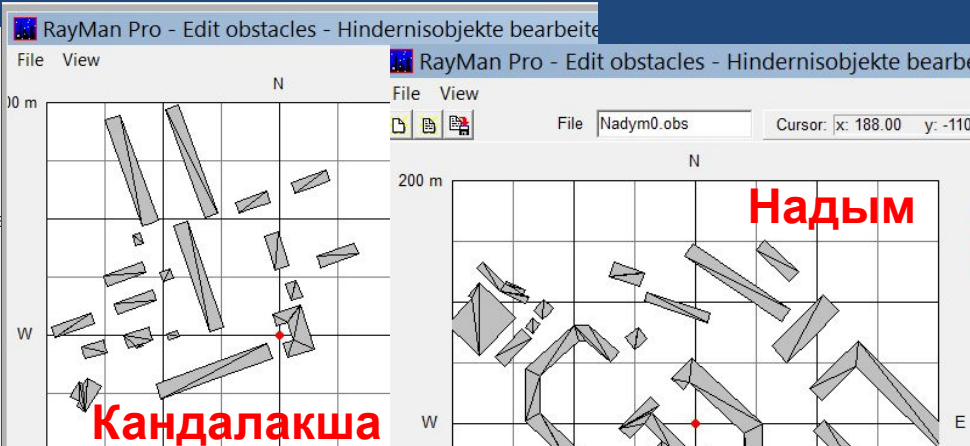 RayMan Pro - Edit obstacles - Hindernisobjekte bearbeite
File View
N
00 m
W
Кандалакша
RayMan Pro - Edit obstacles - Hindernisobjekte bearbe
File View
File Nadym0.obs Cursor: x: 188.00 y: -110
N
200 m
Надым
W E